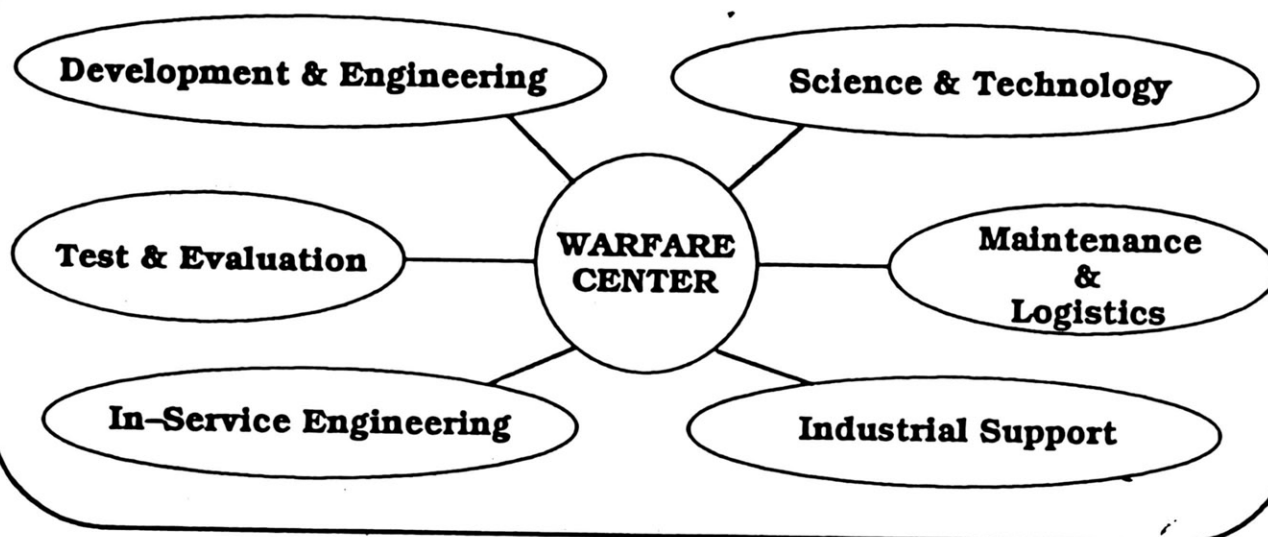 Development & Engineering
Science & Technology
WARFARE
CENTER
Test & Evaluation
Maintenance
&
Logistics
In–Service Engineering
Industrial Support